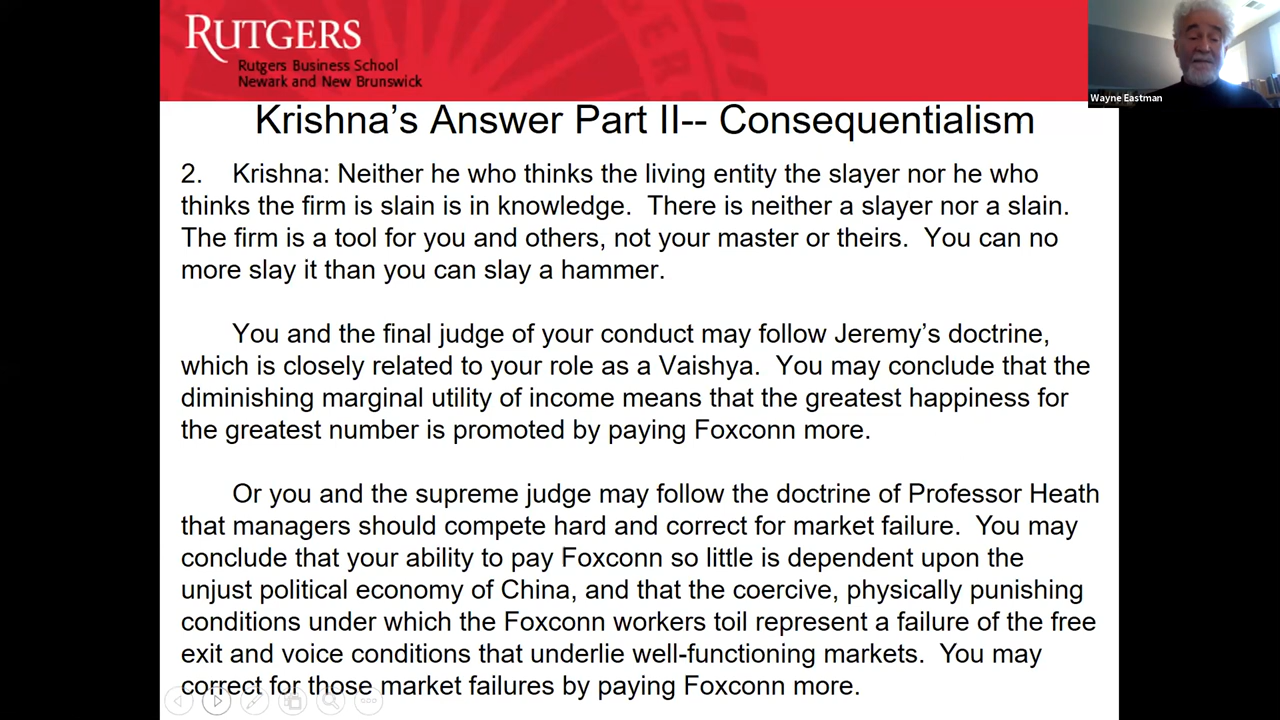 RUTGERS
Rutgers Business School
Newark and New Brunswick
Wayne Eastman
Krishna's Answer Part II-- Consequentialism
2. Krishna: Neither he who thinks the living entity the slayer nor he who
thinks the firm is slain is in knowledge. There is neither a slayer nor a slain.
The firm is a tool for you and others, not your master or theirs. You can no
more slay it than you can slay a hammer.
You and the final judge of your conduct may follow Jeremy's doctrine,
which is closely related to your role as a Vaishya. You may conclude that the
diminishing marginal utility of income means that the greatest happiness for
the greatest number is promoted by paying Foxconn more.
Or you and the supreme judge may follow the doctrine of Professor Heath
that managers should compete hard and correct for market failure. You may
conclude that your ability to pay Foxconn so little is dependent upon the
unjust political economy of China, and that the coercive, physically punishing
conditions under which the Foxconn workers toil represent a failure of the free
exit and voice conditions that underlie well-functioning markets. You may
correct for those market failures by paying Foxconn more.